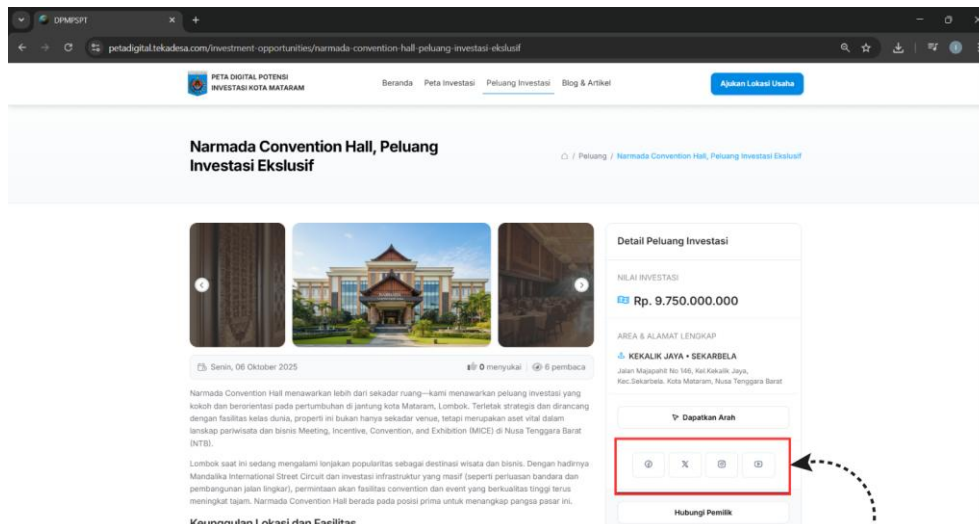 DPMPSPT
petadigital.tekadesa.com/investment-opportunities/narmada-convention-hall-peluang-investasi-ekslusif
PETA DIGITAL POTENSI
INVESTASI KOTA MATARAM
Beranda Peta Investasi Peluang Investasi Blog & Artikel
Ajukan Lokasi Usaha
Narmada Convention Hall, Peluang
Investasi Ekslusif
/ Peluang / Narmada Convention Hall, Peluang Investasi Ekslusif
Detail Peluang Investasi
NILAI INVESTASI
Rp. 9.750.000.000
AREA & ALAMAT LENGKAP
KEKALIK JAYA • SEKARBELA
Jalan Majapahit No 146, Kel.Kekalik Jaya,
Kec.Sekarbela. Kota Mataram, Nusa Tenggara Barat
Dapatkan Arah
Hubungi Pemilik
Senin, 06 Oktober 2025
0 menyukai 6 pembaca
Narmada Convention Hall menawarkan lebih dari sekadar ruang—kami menawarkan peluang investasi yang
kokoh dan berorientasi pada pertumbuhan di jantung kota Mataram, Lombok. Terletak strategis dan dirancang
dengan fasilitas kelas dunia, properti ini bukan hanya sekadar venue, tetapi merupakan aset vital dalam
lanskap pariwisata dan bisnis Meeting, Incentive, Convention, and Exhibition (MICE) di Nusa Tenggara Barat
(NTB).
Lombok saat ini sedang mengalami lonjakan popularitas sebagai destinasi wisata dan bisnis. Dengan hadirnya
Mandalika International Street Circuit dan investasi infrastruktur yang masif (seperti perluasan bandara dan
pembangunan jalan lingkar), permintaan akan fasilitas convention dan event yang berkualitas tinggi terus
meningkat tajam. Narmada Convention Hall berada pada posisi prima untuk menangkap pangsa pasar ini.
Keunggulan Lokasi dan Fasilitas